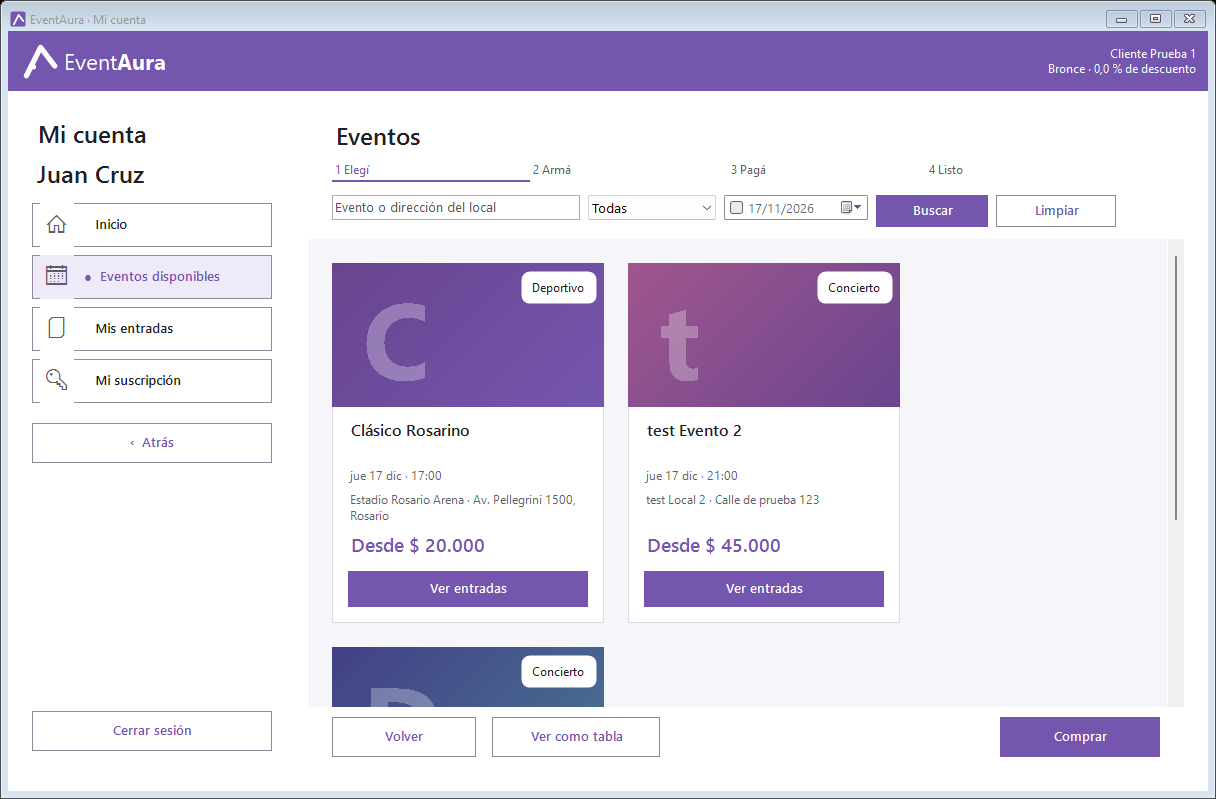 EventAura · Mi cuenta
EventAura
Cliente Prueba 1
Bronce · 0,0 % de descuento
Mi cuenta
Juan Cruz
Inicio
● Eventos disponibles
Mis entradas
Mi suscripción
‹ Atrás
Cerrar sesión
Eventos
1 Elegí
2 Armá
3 Pagá
4 Listo
Evento o dirección del local
Todas
17/11/2026
Buscar
Limpiar
C
Deportivo
Clásico Rosarino
jue 17 dic · 17:00
Estadio Rosario Arena · Av. Pellegrini 1500,
Rosario
Desde $ 20.000
Ver entradas
t
Concierto
test Evento 2
jue 17 dic · 21:00
test Local 2 · Calle de prueba 123
Desde $ 45.000
Ver entradas
Concierto
Volver
Ver como tabla
Comprar